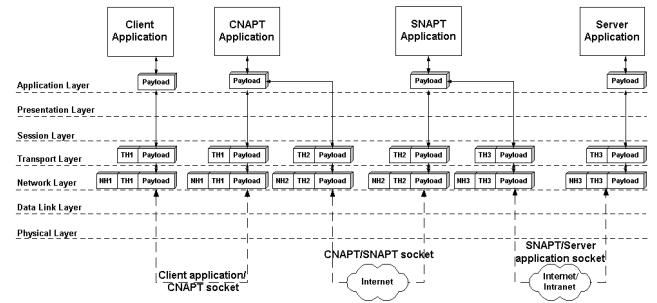 Client
Application
CNAPT
Application
SNAPT
Application
Server
Application
Payload
Payload
Payload
Payload
Application Layer
Presentation Layer
Session Layer
TH1 Payload
TH1 Payload
TH2 Payload
TH2 Payload
TH3 Payload
TH3 Payload
Transport Layer
NH1 TH1 Payload
NH1 TH1 Payload
NH2 TH2 Payload
NH2 TH2 Payload
NH3 TH3 Payload
NH3 TH3 Payload
Network Layer
Data Link Layer
Physical Layer
Client application/
CNAPT socket
CNAPT/SNAPT socket
Internet
SNAPT/Server
application socket
Internet/
Intranet